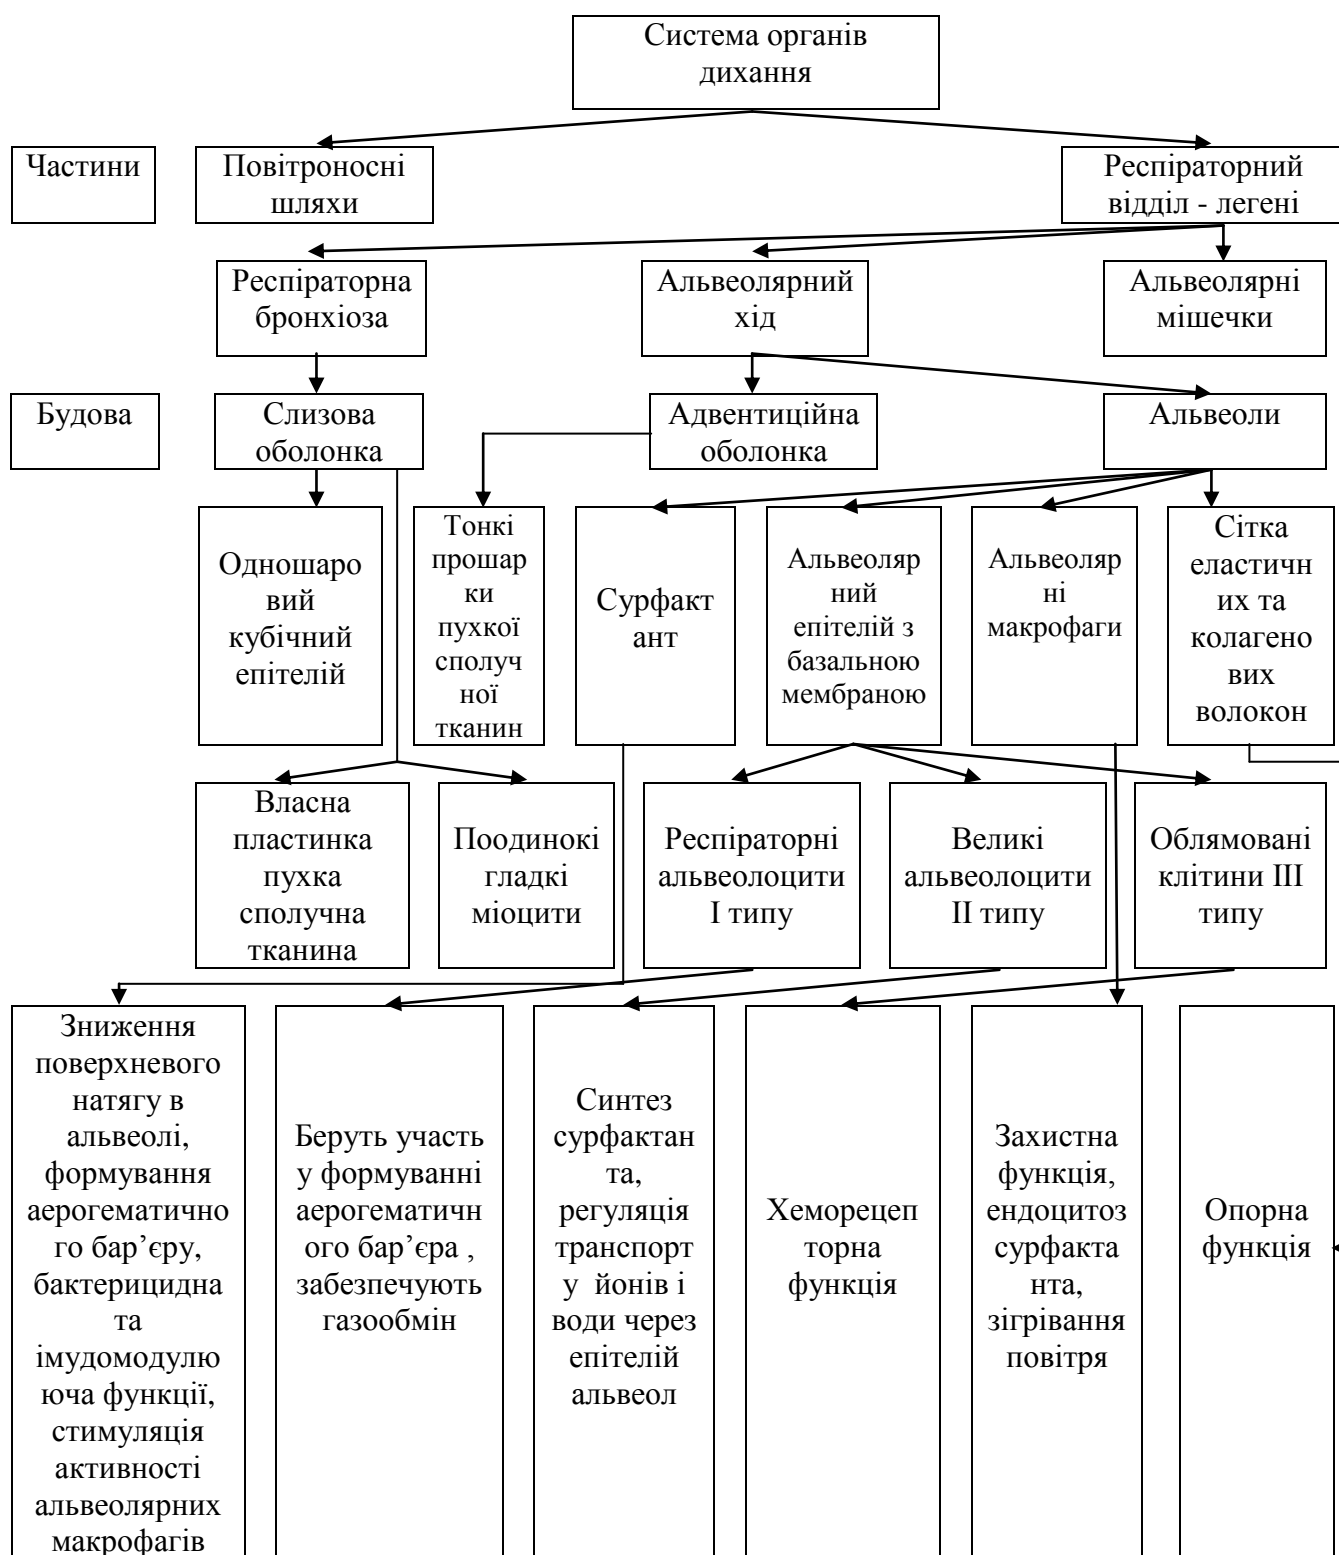 Система органів
дихання
Частини
Повітроносні
шляхи
Респіраторний
відділ - легені
Респіраторна
бронхіоза
Альвеолярний
хід
Альвеолярні
мішечки
Будова
Слизова
оболонка
Адвентиційна
оболонка
Альвеоли
Одношаро
вий
кубічний
епітелій
Тонкі
прошар
ки
пухкої
сполуч
ної
тканин
Сурфакт
ант
Альвеоляр
ний
епітелій з
базальною
мембраною
Альвеоляр
ні
макрофаги
Сітка
еластичн
их та
колагено
вих
волокон
Власна
пластинка
пухка
сполучна
тканина
Поодинокі
гладкі
міоцити
Респіраторні
альвеолоцити
І типу
Великі
альвеолоцити
ІІ типу
Облямовані
клітини ІІІ
типу
Зниження
поверхневого
натягу в
альвеолі,
формування
аерогематично
го бар’єру,
бактерицидна
та
імудомодулю
юча функції,
стимуляція
активності
альвеолярних
макрофагів
Беруть участь
у формуванні
аерогематичн
ого бар’єра ,
забезпечують
газообмін
Синтез
сурфактан
та,
регуляція
транспорт
у йонів і
води через
епітелій
альвеол
Хеморецеп
торна
функція
Захистна
функція,
ендоцитоз
сурфакта
нта,
зігрівання
повітря
Опорна
функція